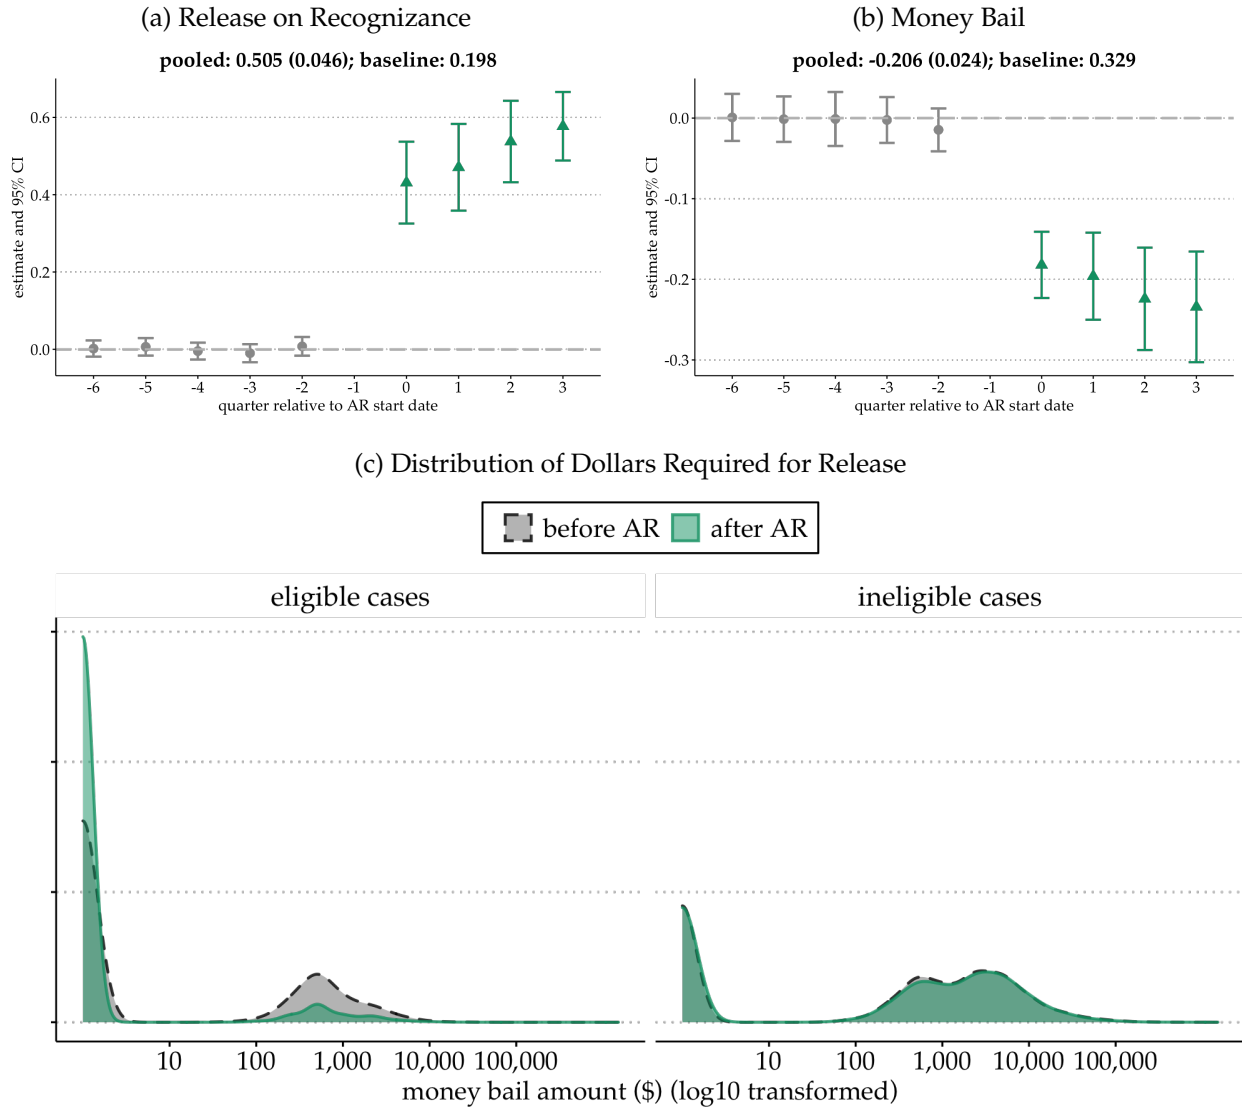 (a) Release on Recognizance
pooled: 0.505 (0.046); baseline: 0.198
estimate and 95% CI
0.6
0.4
0.2
0.0
-6 -5 -4 -3 -2 -1 0 1 2 3
quarter relative to AR start date
(b) Money Bail
pooled: -0.206 (0.024); baseline: 0.329
estimate and 95% CI
0.0
-0.1
-0.2
-0.3
-6 -5 -4 -3 -2 -1 0 1 2 3
quarter relative to AR start date
(c) Distribution of Dollars Required for Release
before AR after AR
eligible cases
ineligible cases
10 100 1,000 10,000 100,000
10 100 1,000 10,000 100,000
money bail amount ($) (log10 transformed)